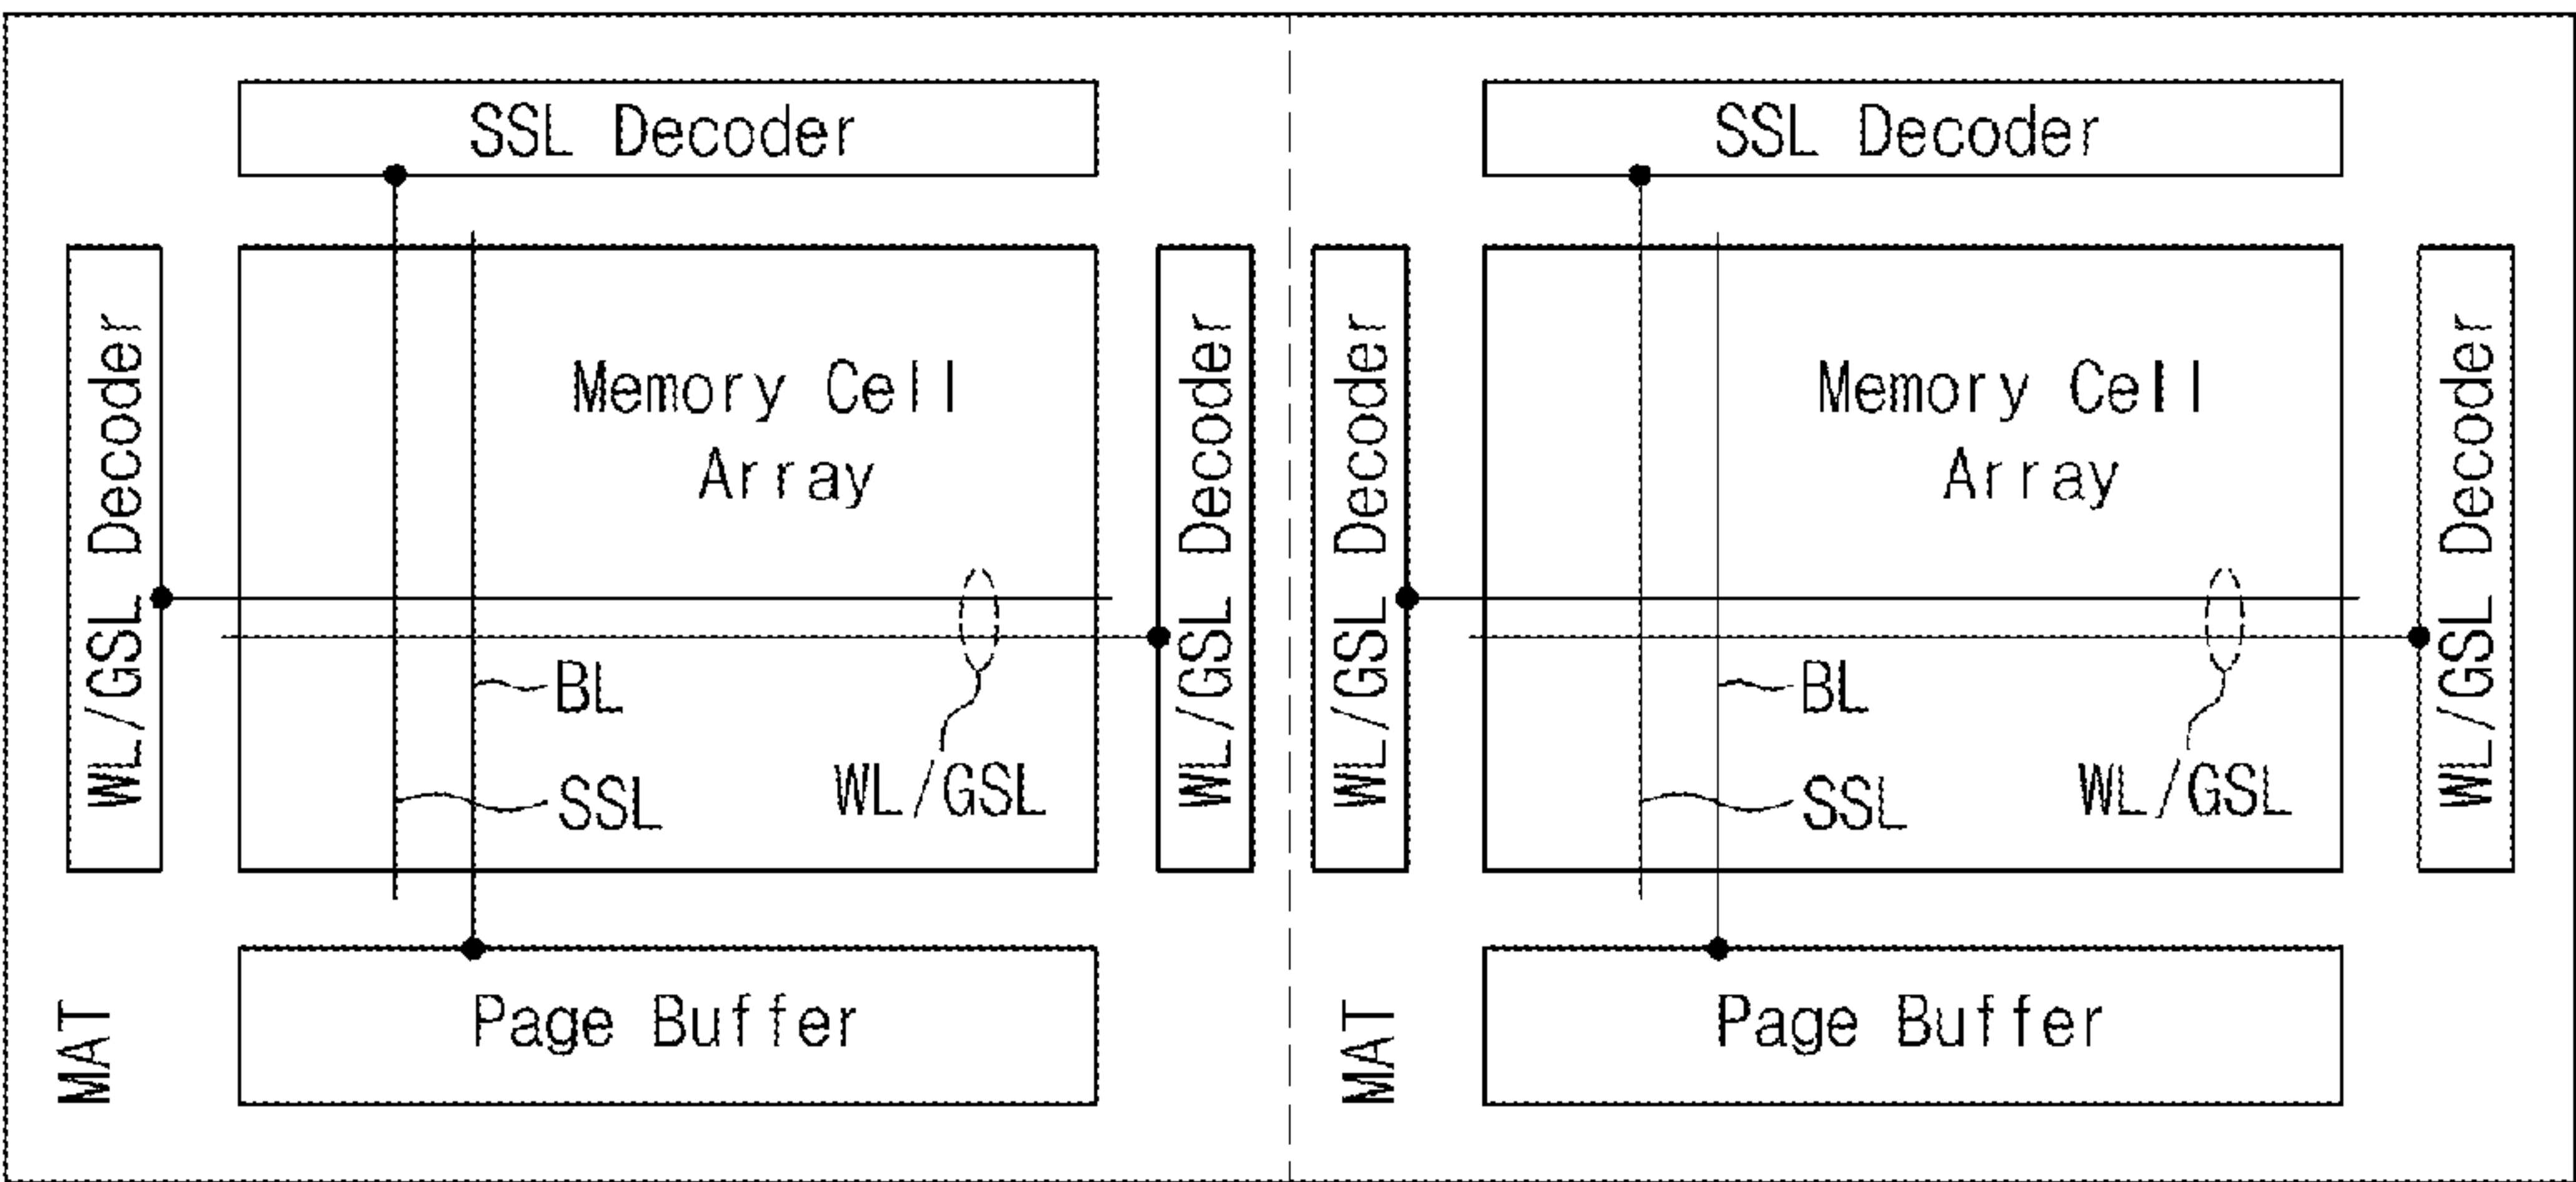 SSL Decoder
WL/GSL Decoder
Memory Cell
Array
WL/GSL Decoder
BL
WL/GSL
SSL
MAT
Page Buffer
SSL Decoder
WL/GSL Decoder
Memory Cell
Array
WL/GSL Decoder
BL
WL/GSL
SSL
MAT
Page Buffer